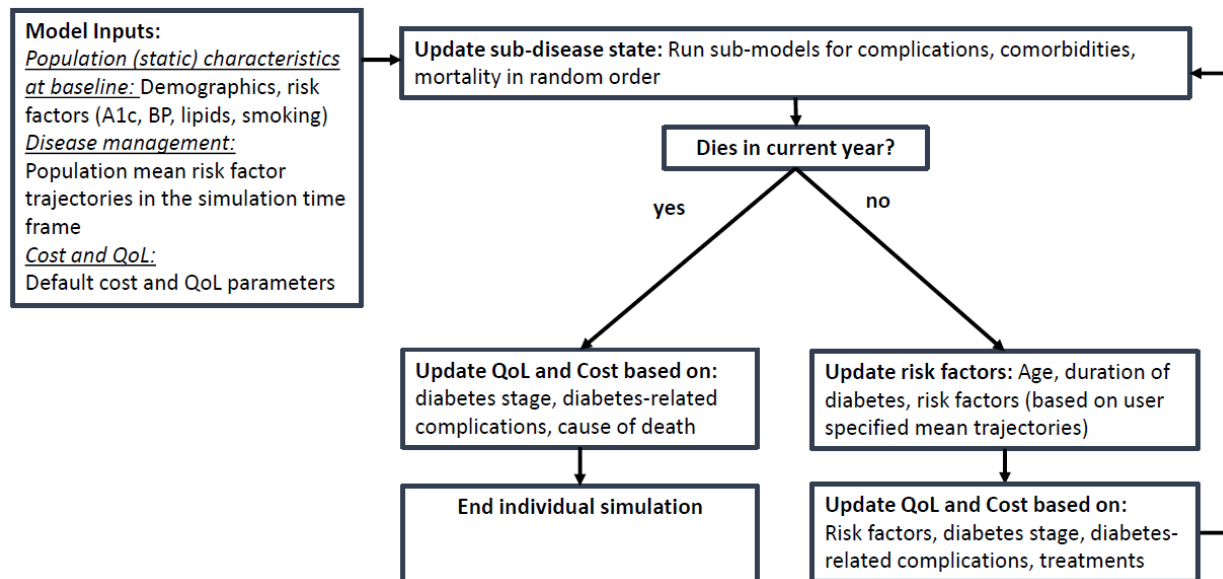 Model Inputs:
Population (static) characteristics
at baseline: Demographics, risk
factors (A1c, BP, lipids, smoking)
Disease management:
Population mean risk factor
trajectories in the simulation time
frame
Cost and QoL:
Default cost and QoL parameters
Update sub-disease state: Run sub-models for complications, comorbidities,
mortality in random order
Dies in current year?
yes
no
Update QoL and Cost based on:
diabetes stage, diabetes-related
complications, cause of death
End individual simulation
Update risk factors: Age, duration of
diabetes, risk factors (based on user
specified mean trajectories)
Update QoL and Cost based on:
Risk factors, diabetes stage, diabetes-
related complications, treatments